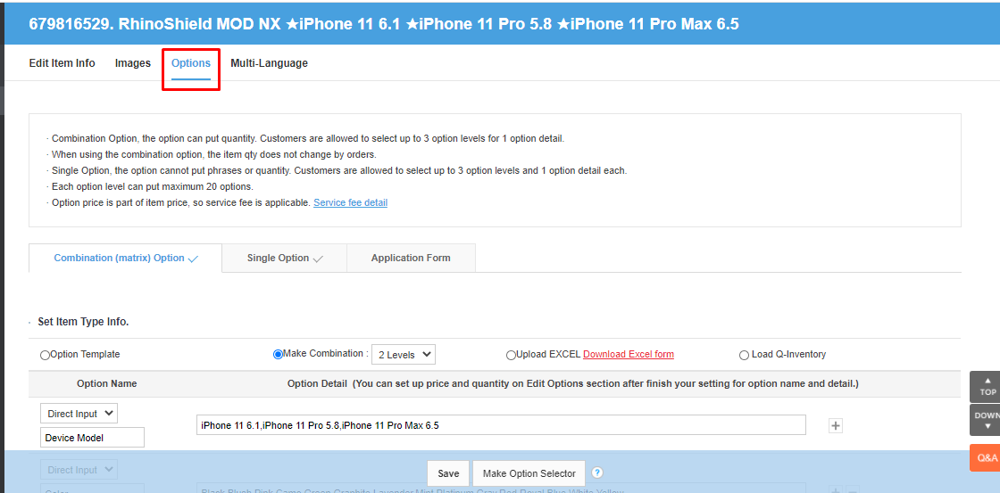 679816529. RhinoShield MOD NX ★iPhone 11 6.1 ★iPhone 11 Pro 5.8 ★iPhone 11 Pro Max 6.5
Edit Item Info Images Options Multi-Language
· Combination Option, the option can put quantity. Customers are allowed to select up to 3 option levels for 1 option detail.
· When using the combination option, the item qty does not change by orders.
· Single Option, the option cannot put phrases or quantity. Customers are allowed to select up to 3 option levels and 1 option detail each.
· Each option level can put maximum 20 options.
· Option price is part of item price, so service fee is applicable. Service fee detail
Combination (matrix) Option Single Option Application Form
· Set Item Type Info.
Option Template Make Combination : 2 Levels Upload EXCEL Download Excel form Load Q-Inventory
Option Name Option Detail (You can set up price and quantity on Edit Options section after finish your setting for option name and detail.)
TOP
Direct Input
iPhone 11 6.1,iPhone 11 Pro 5.8,iPhone 11 Pro Max 6.5
DOWN
Device Model
Q&A
Direct Input
Save Make Option Selector ?